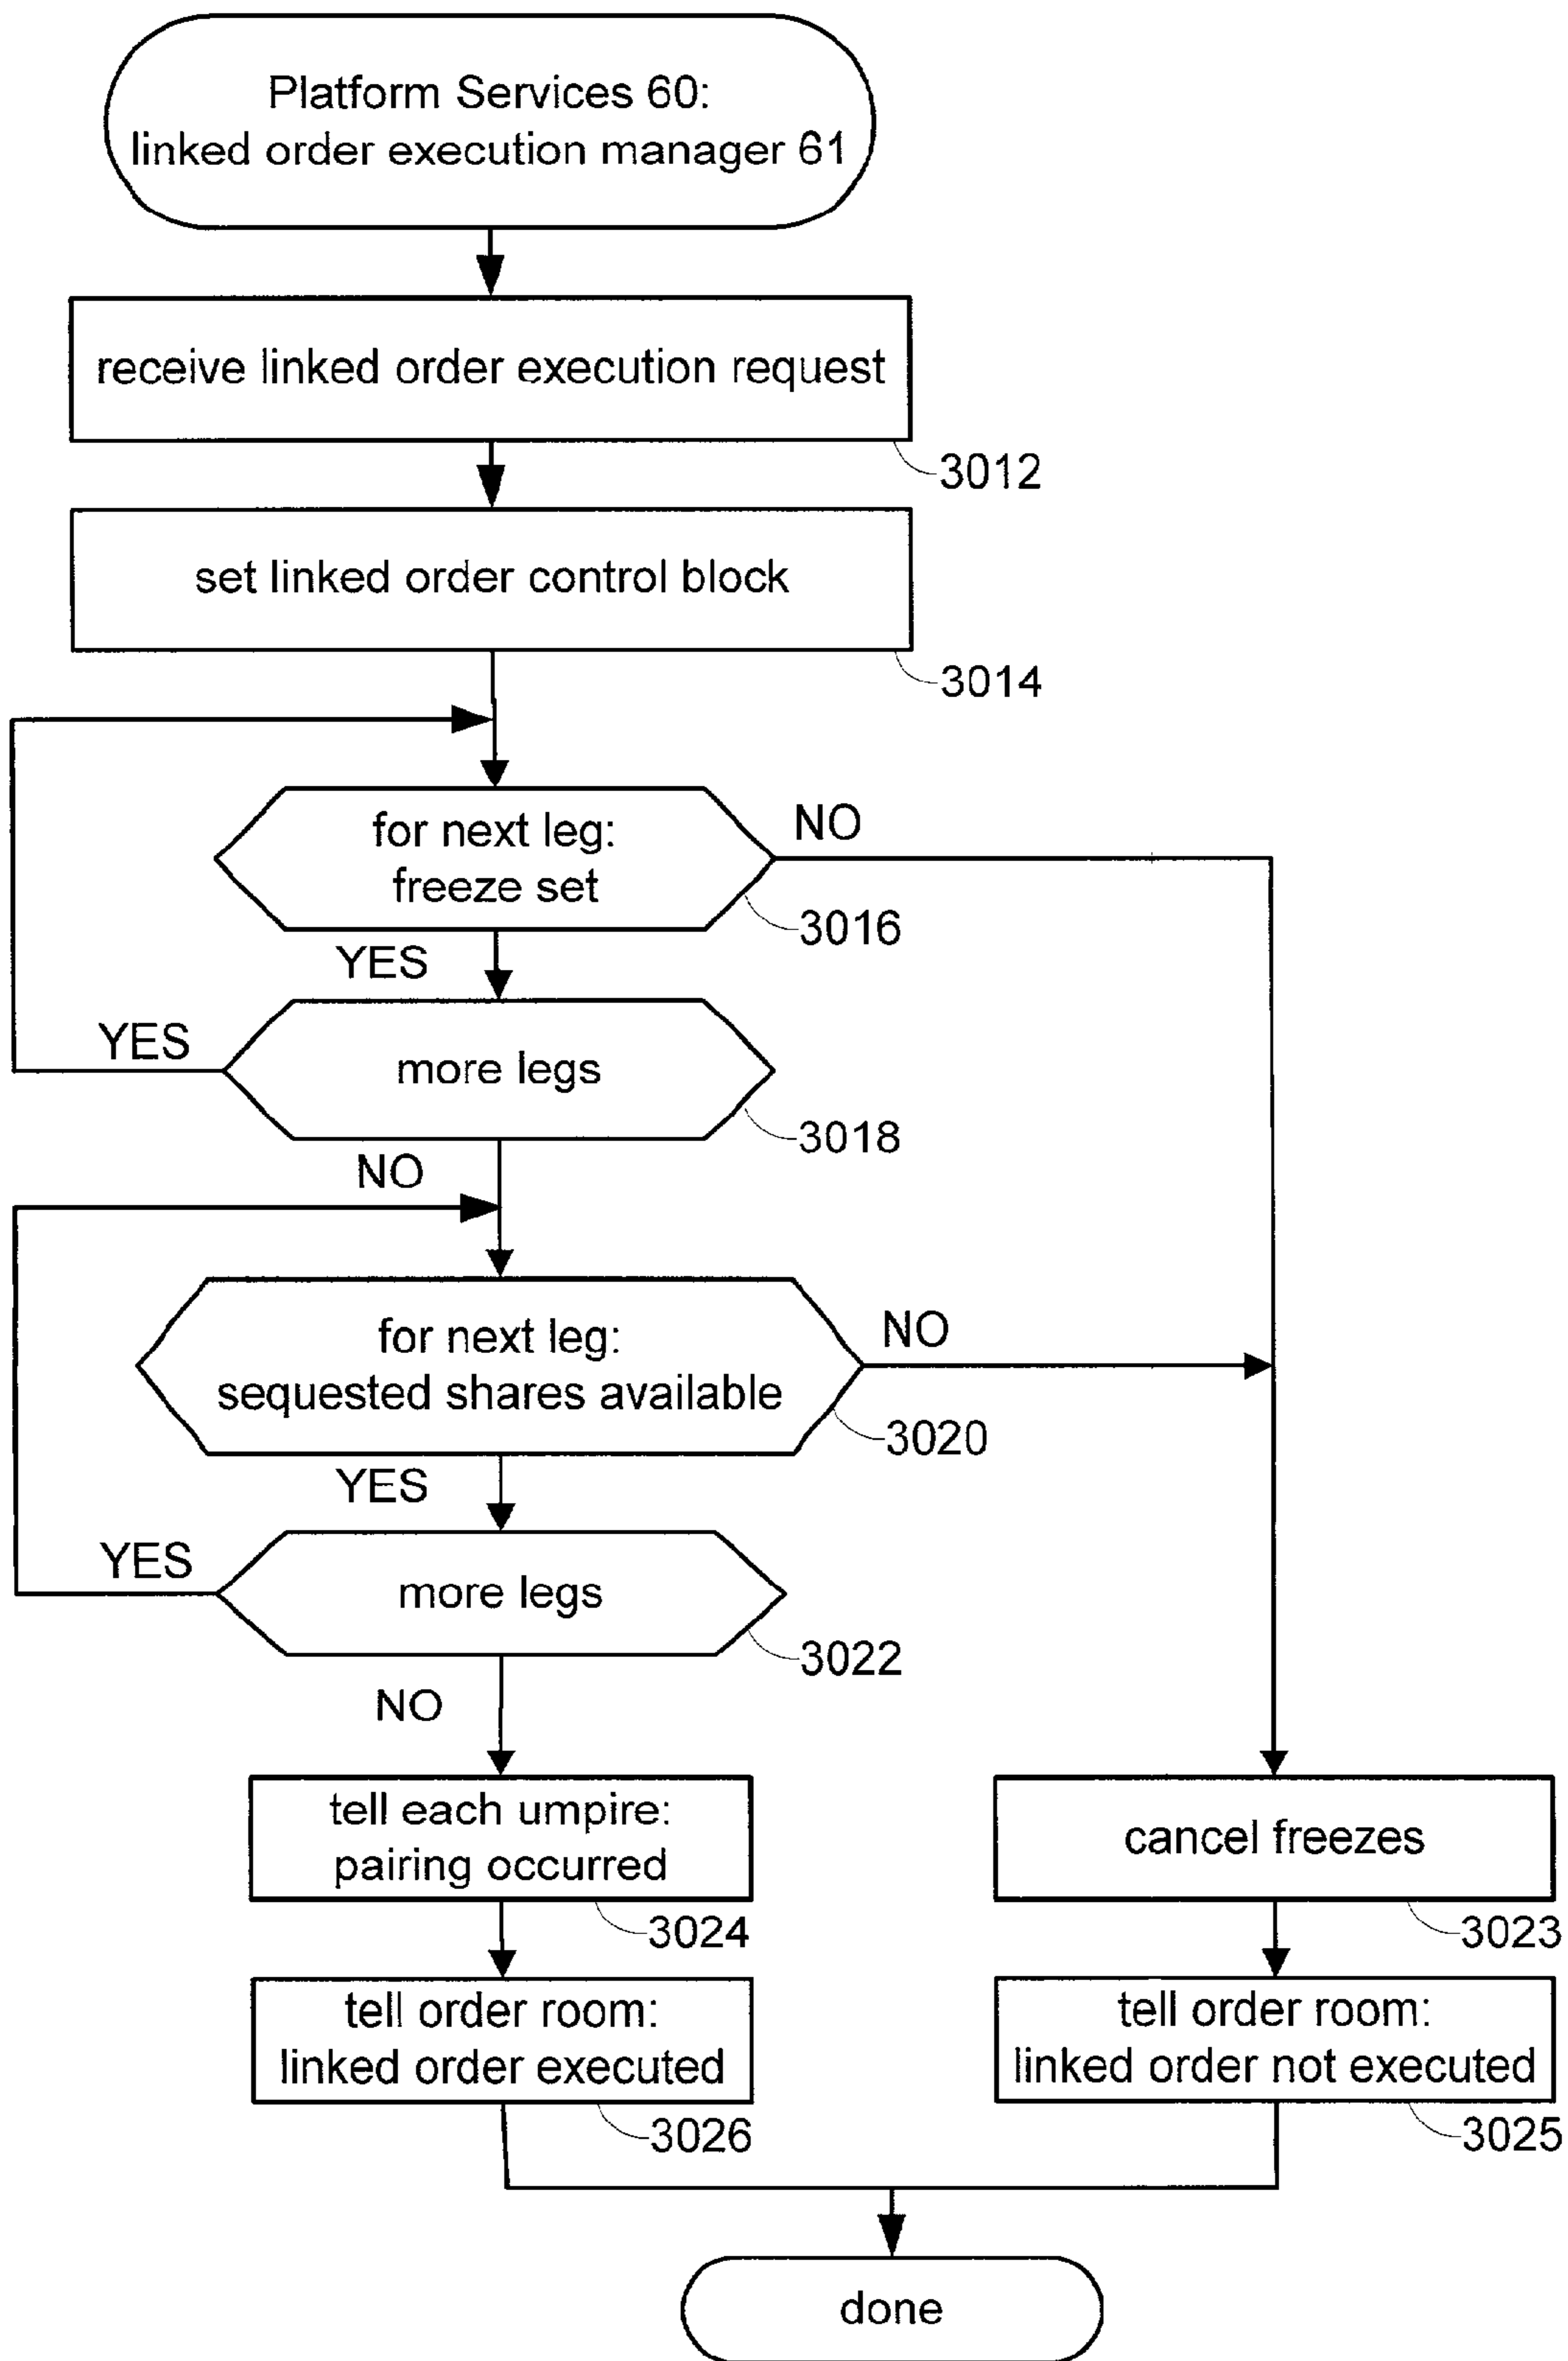 Platform Services 60:
linked order execution manager 61
receive linked order execution request
3012
set linked order control block
3014
for next leg:
freeze set
NO
3016
YES
YES
more legs
3018
NO
for next leg:
sequested shares available
NO
3020
YES
YES
more legs
3022
NO
tell each umpire:
pairing occurred
3024
cancel freezes
3023
tell order room:
linked order executed
3026
tell order room:
linked order not executed
3025
done